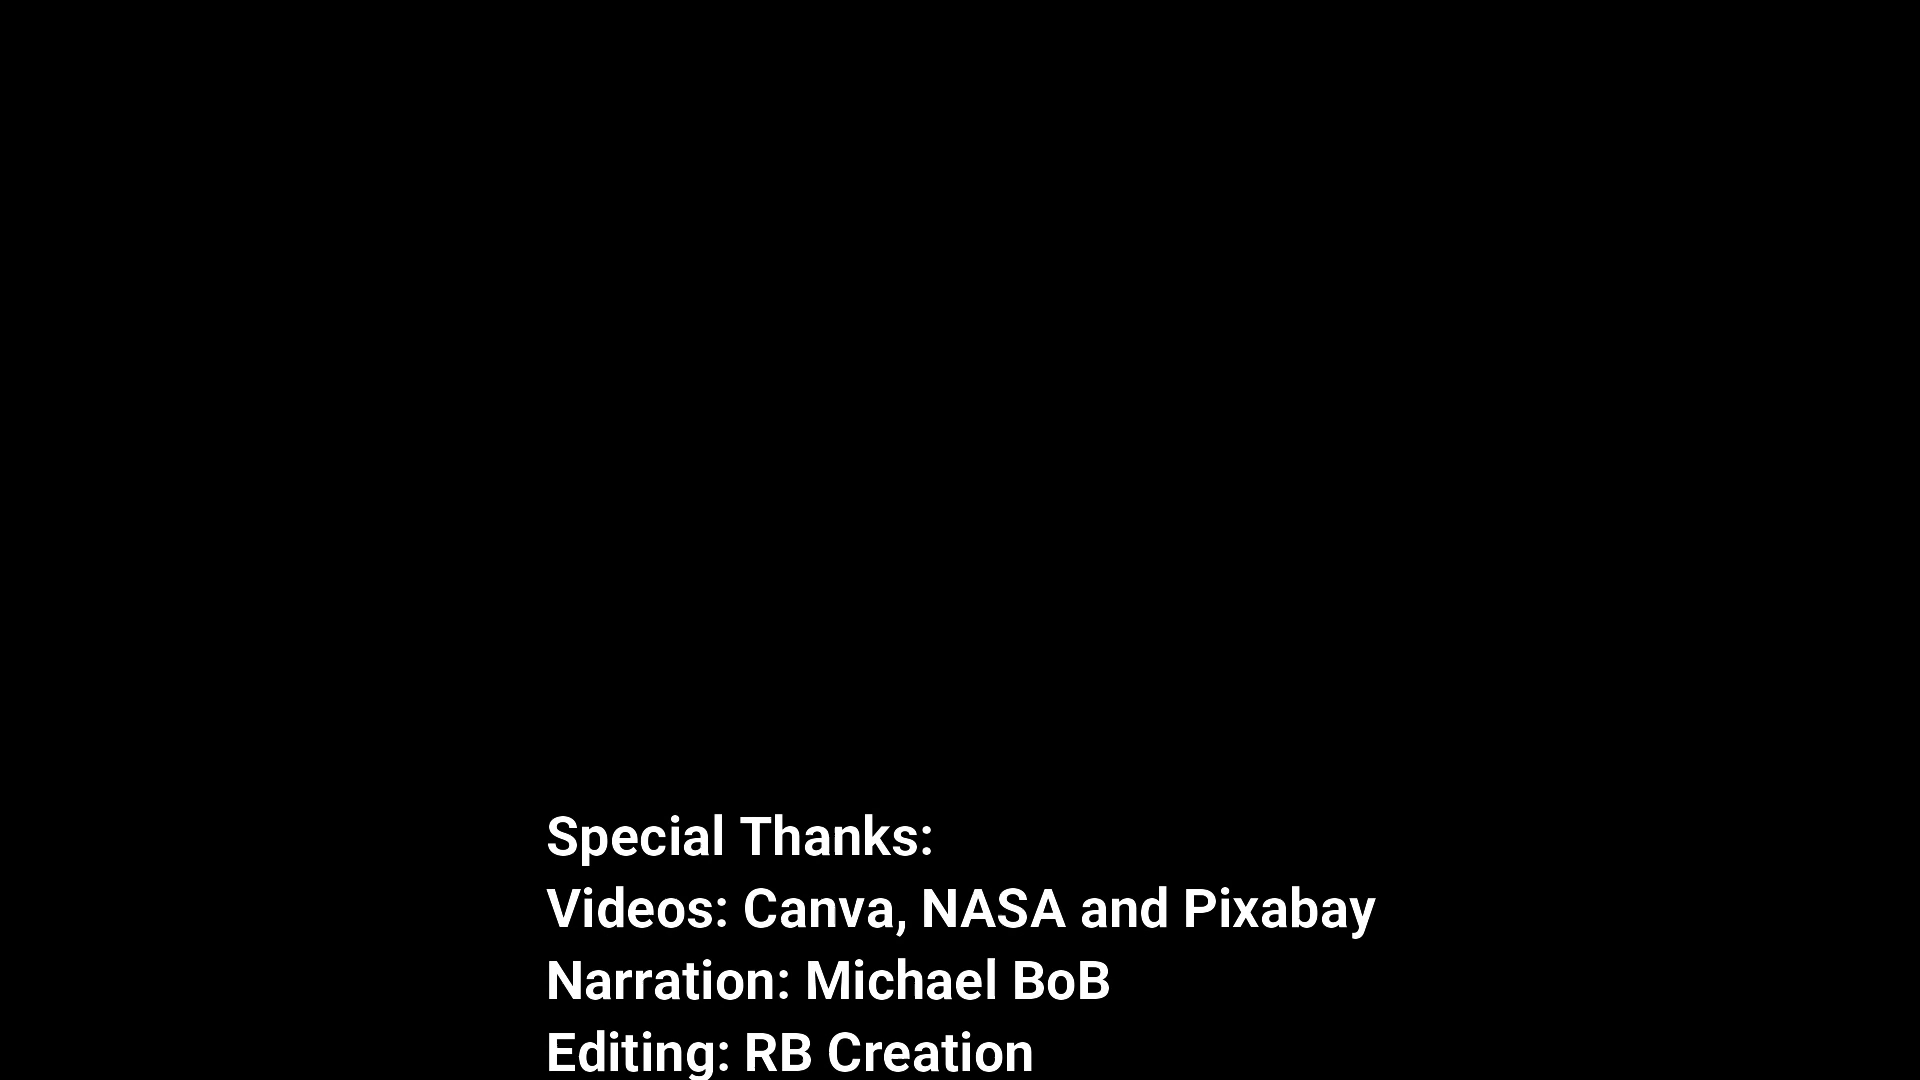 Special Thanks:
Videos: Canva, NASA and Pixabay
Narration: Michael BoB
Editing: RB Creation